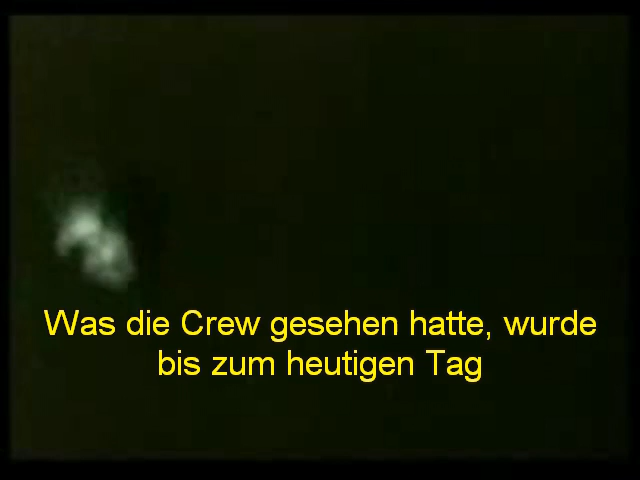 Was die Crew gesehen hatte, wurde
bis zum heutigen Tag